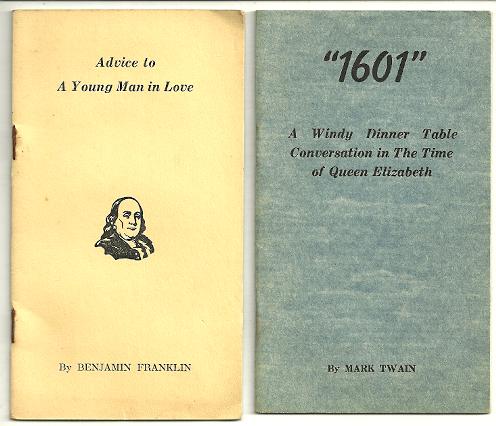 Advice to
A Young Man in Love
By BENJAMIN FRANKLIN
"1601"
A Windy Dinner Table
Conversation in The Time
of Queen Elizabeth
By MARK TWAIN